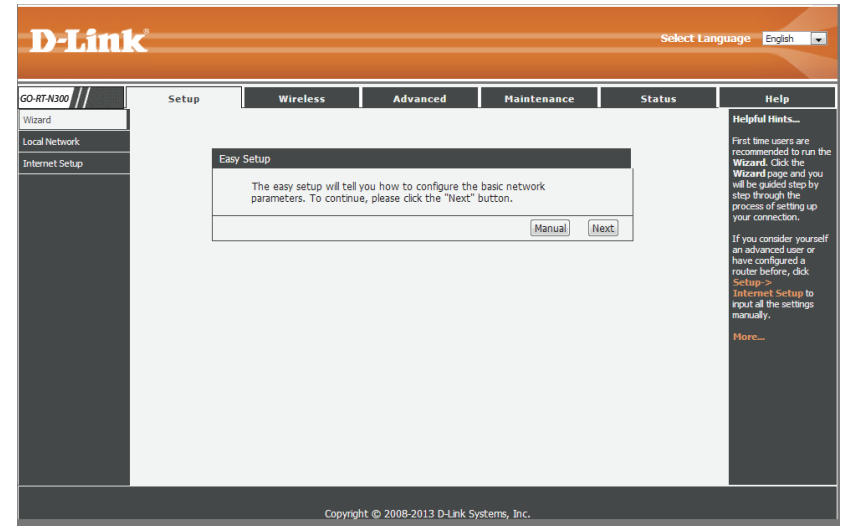 D-Link®
Select Language English
GO-RT-N300
Setup
Wireless
Advanced
Maintenance
Status
Help
Wizard
Local Network
Internet Setup
Easy Setup
The easy setup will tell you how to configure the basic network
parameters. To continue, please click the "Next" button.
Manual
Next
Helpful Hints...
First time users are
recommended to run the
Wizard. Click the
Wizard page and you
will be guided step by
step through the
process of setting up
your connection.
If you consider yourself
an advanced user or
have configured a
router before, click
Setup->
Internet Setup to
input all the settings
manually.
More...
Copyright © 2008-2013 D-Link Systems, Inc.